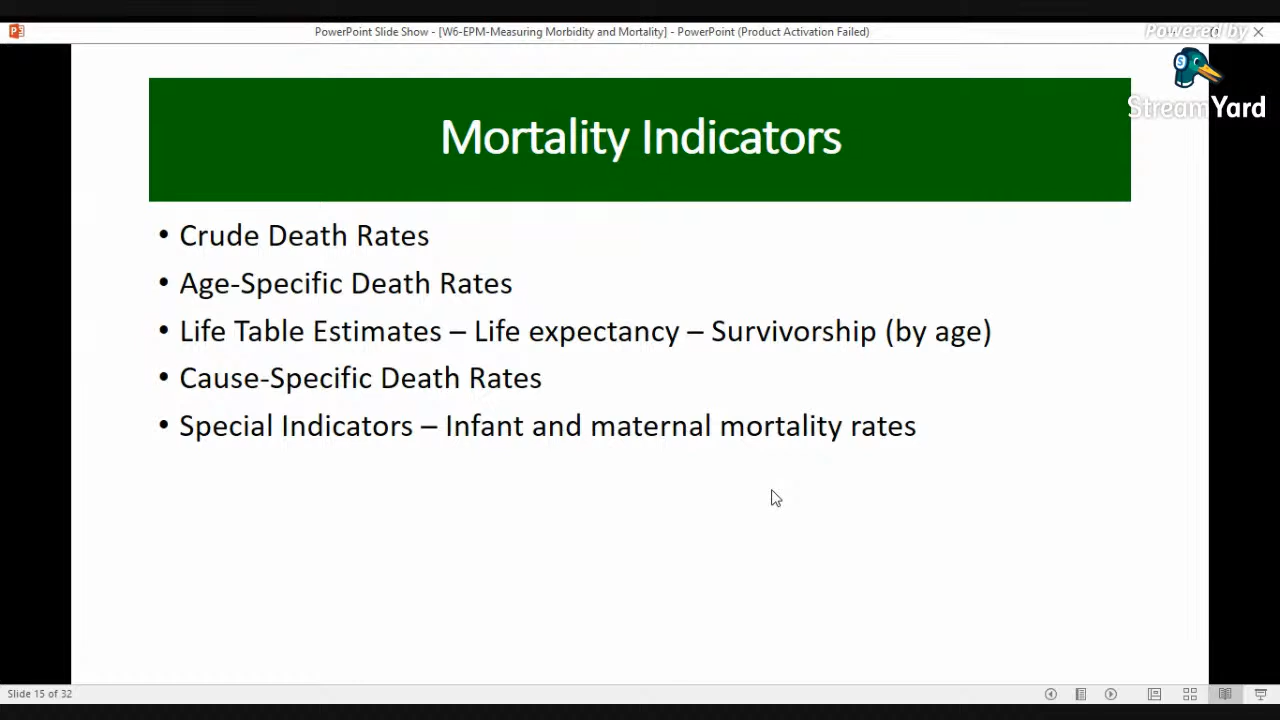 PowerPoint Slide Show - [W6-EPM-Measuring Morbidity and Mortality] - PowerPoint (Product Activation Failed)
Powered by
StreamYard
Mortality Indicators
• Crude Death Rates
• Age-Specific Death Rates
• Life Table Estimates – Life expectancy – Survivorship (by age)
• Cause-Specific Death Rates
• Special Indicators – Infant and maternal mortality rates
Slide 15 of 32